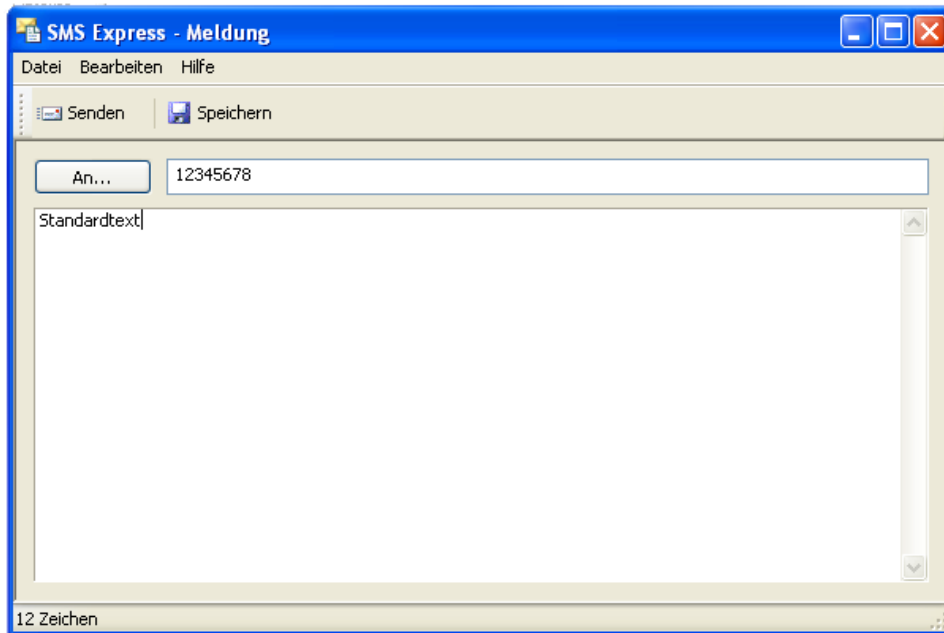 SMS Express - Meldung
Datei Bearbeiten Hilfe
Senden Speichern
An... 12345678
Standardtext
12 Zeichen